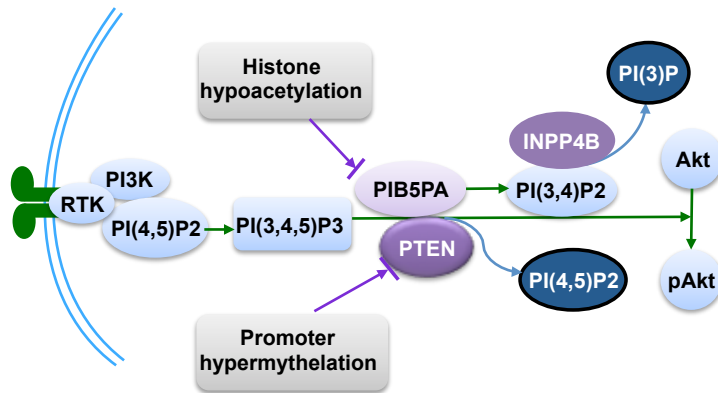 Histone
hypoacetylation
PI(3)P
INPP4B
Akt
PI3K
RTK
PIB5PA
PI(3,4)P2
PI(4,5)P2
PI(3,4,5)P3
PTEN
PI(4,5)P2
pAkt
Promoter
hypermythelation